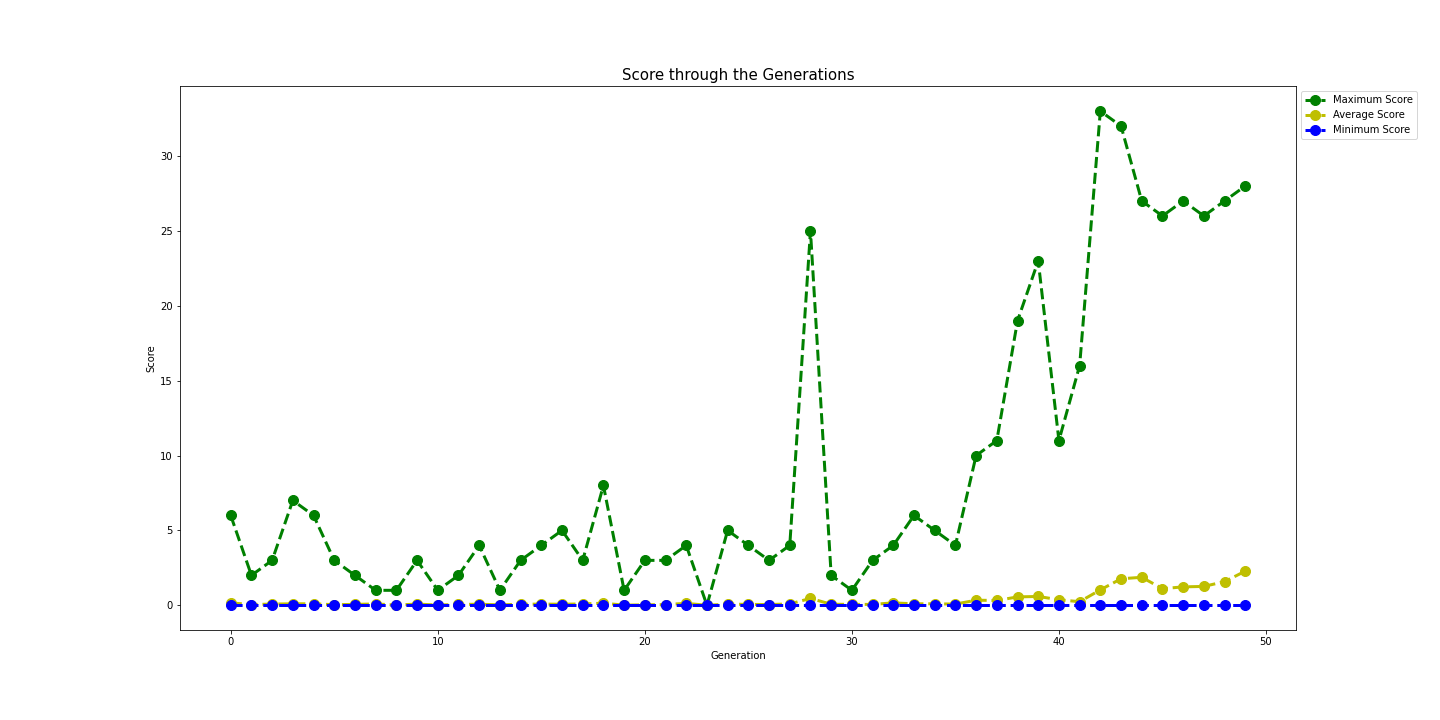 Score through the Generations
Maximum Score
Average Score
Minimum Score
30
25
20
15
10
5
0
Score
0 10 20 30 40 50
Generation